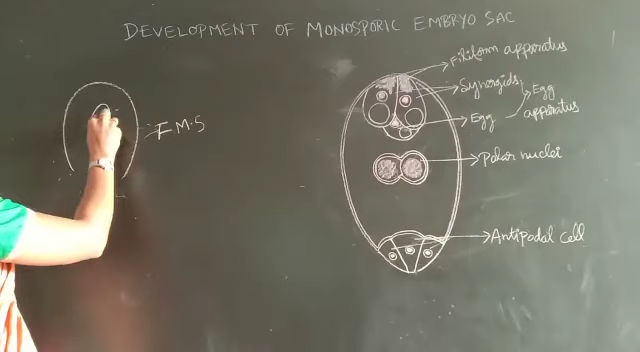 DEVELOPMENT OF MONOSPORIC EMBRYO SAC
Filiform apparatus
Synergids
Egg
Egg
apparatus
Polar nuclei
Antipodal cell
F M.S